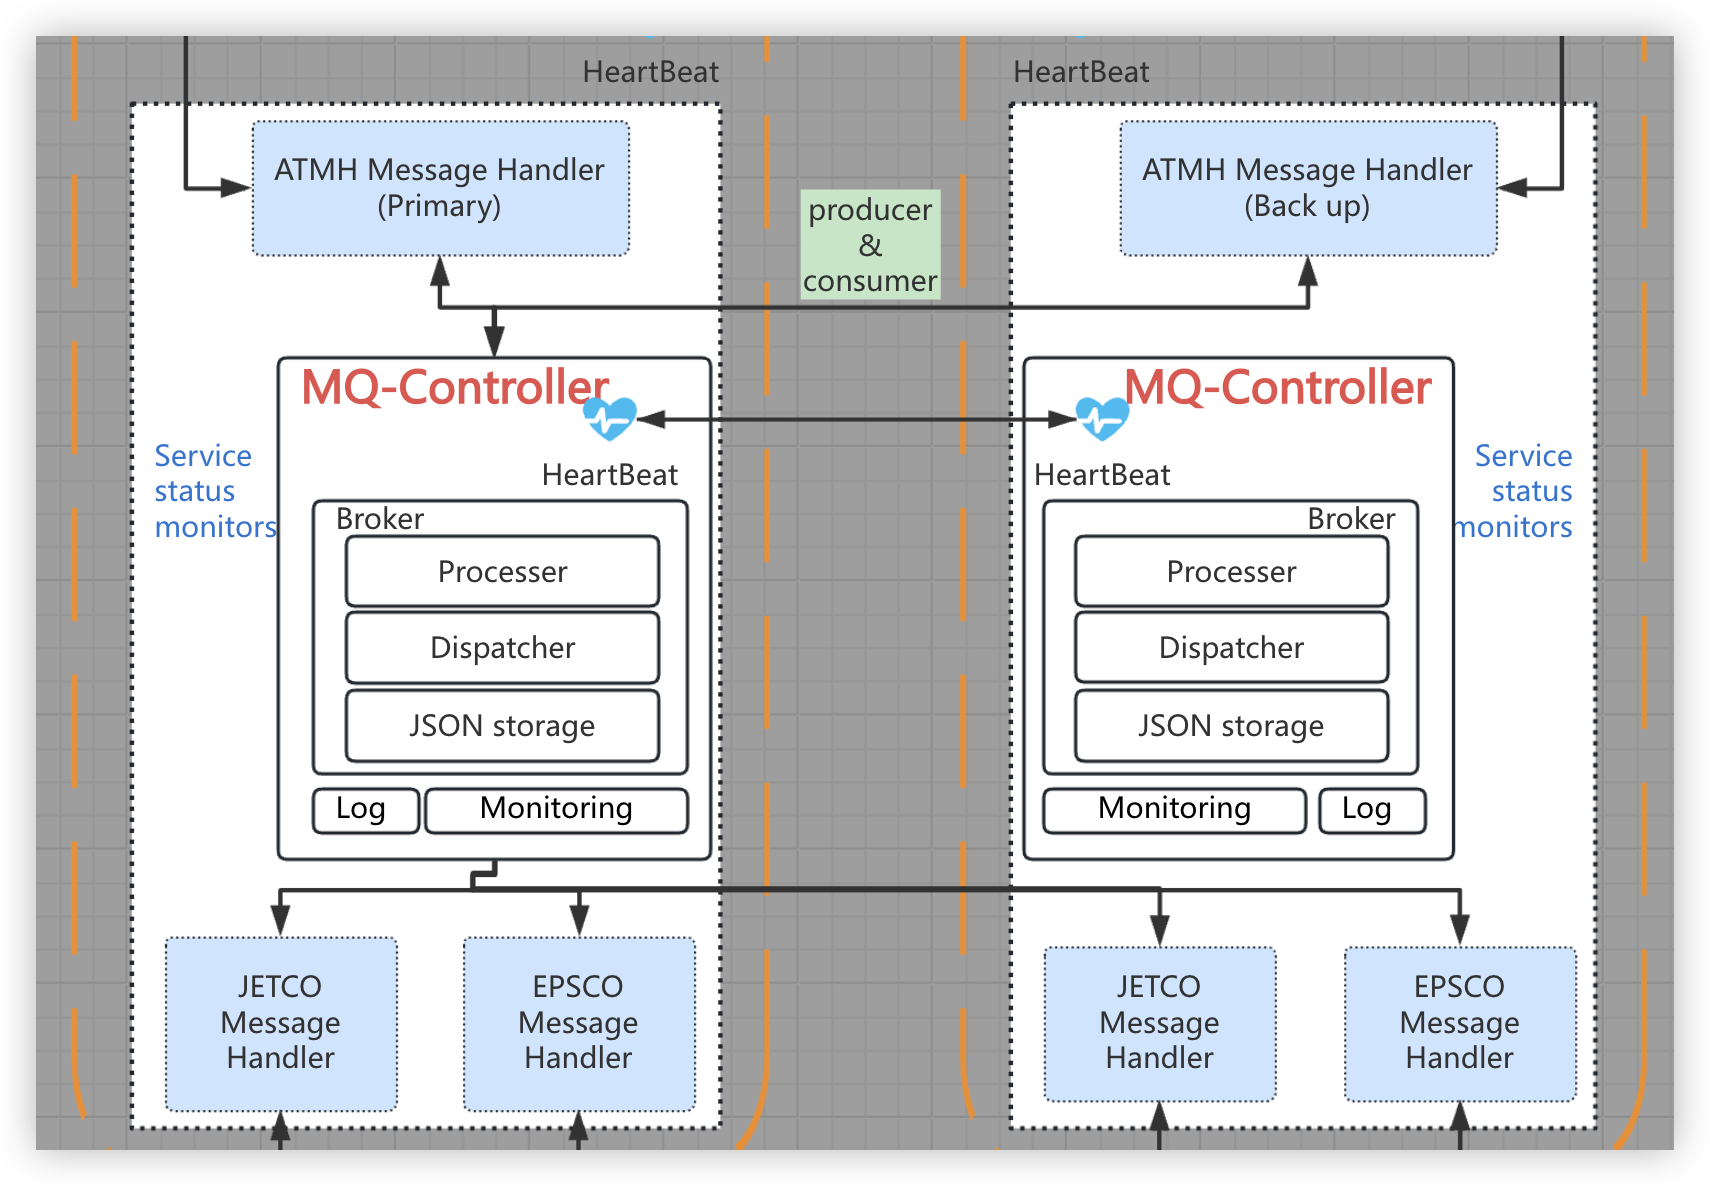 HeartBeat
HeartBeat
ATMH Message Handler
(Primary)
producer
&
consumer
ATMH Message Handler
(Back up)
MQ-Controller
HeartBeat
Service
status
monitors
Broker
Processer
Dispatcher
JSON storage
Log
Monitoring
MQ-Controller
HeartBeat
Service
status
monitors
Broker
Processer
Dispatcher
JSON storage
Monitoring
Log
JETCO
Message
Handler
EPSCO
Message
Handler
JETCO
Message
Handler
EPSCO
Message
Handler